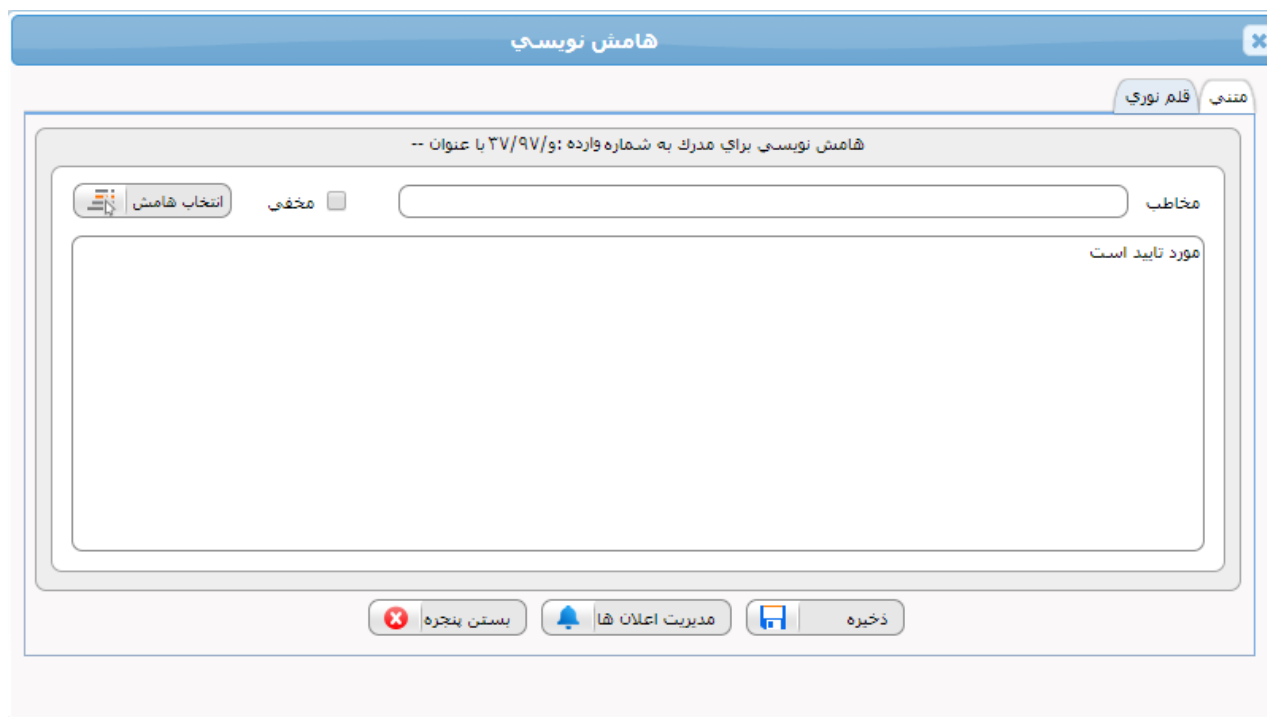 هامش نويسي
متني قلم نوري
هامش نويسي براي مدرك به شماره وارده :و/۳۷/۹۷ با عنوان --
مخاطب مخفي انتخاب هامش
مورد تاييد است
ذخيره مديريت اعلان ها بستن پنجره